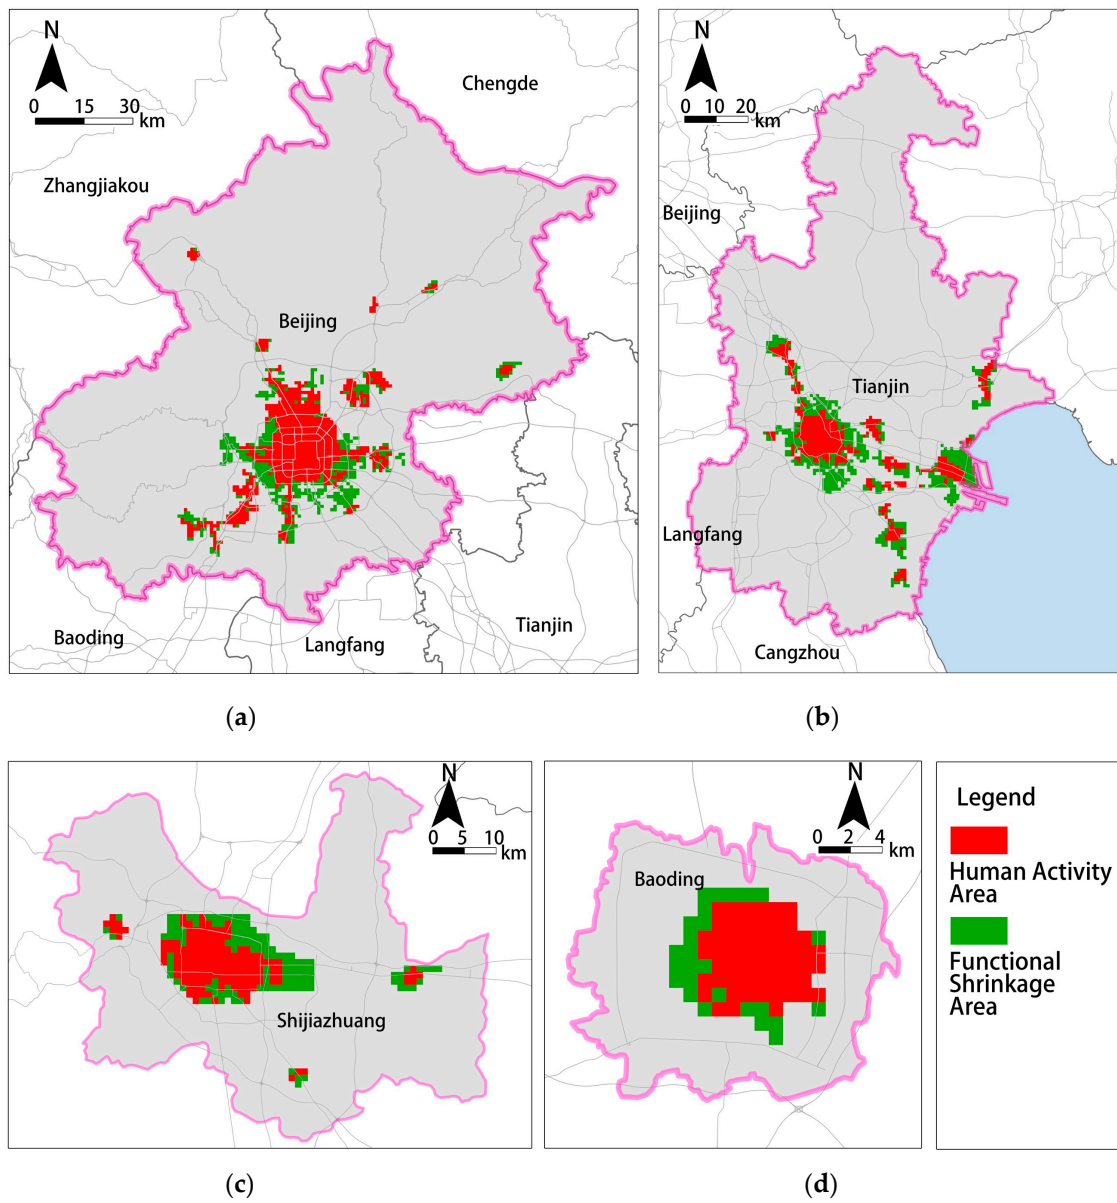 N
0 15 30
km
Chengde
Zhangjiakou
Beijing
Baoding
Langfang
Tianjin
(a)
N
0 10 20
km
Beijing
Tianjin
Langfang
Cangzhou
(b)
N
0 5 10
km
Shijiazhuang
(c)
N
0 2 4
km
Baoding
(d)
Legend
Human Activity
Area
Functional
Shrinkage
Area